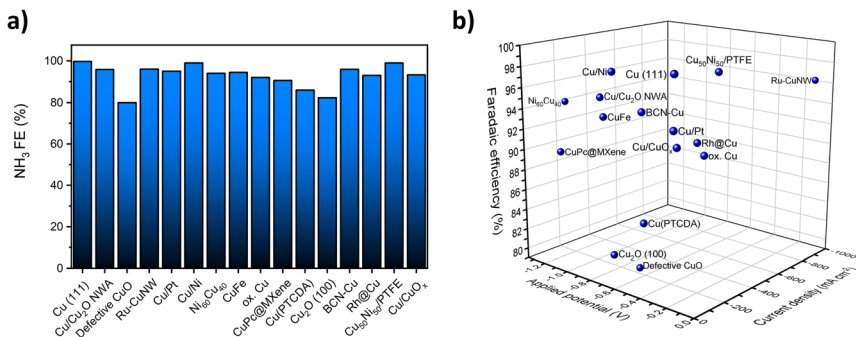 a)
NH₃ FE (%)
100
80
60
40
20
0
Cu (111)
Cu/Cu₂O NWA
Defective CuO
Ru-CuNW
Cu/Pt
Cu/Ni
Ni₆₀Cu₄₀
CuFe
ox. Cu
CuPc@MXene
Cu(PTCDA)
Cu₂O (100)
BCN-Cu
Rh@Cu
Cu₅₀Ni₅₀/PTFE
Cu/CuOₓ
b)
Faradaic efficiency (%)
100
98
96
94
92
90
88
86
84
82
80
Cu₅₀Ni₅₀/PTFE
Cu/Ni
Cu (111)
Ru-CuNW
Ni₆₀Cu₄₀
Cu/Cu₂O NWA
CuFe
BCN-Cu
Cu/Pt
CuPc@MXene
Cu/CuOₓ
Rh@Cu
ox. Cu
Cu(PTCDA)
Cu₂O (100)
Defective CuO
-1.2
-1.0
-0.8
-0.6
-0.4
-0.2
0.0
Applied potential (V)
0
-200
-400
-600
-800
-1000
Current density (mA cm⁻²)